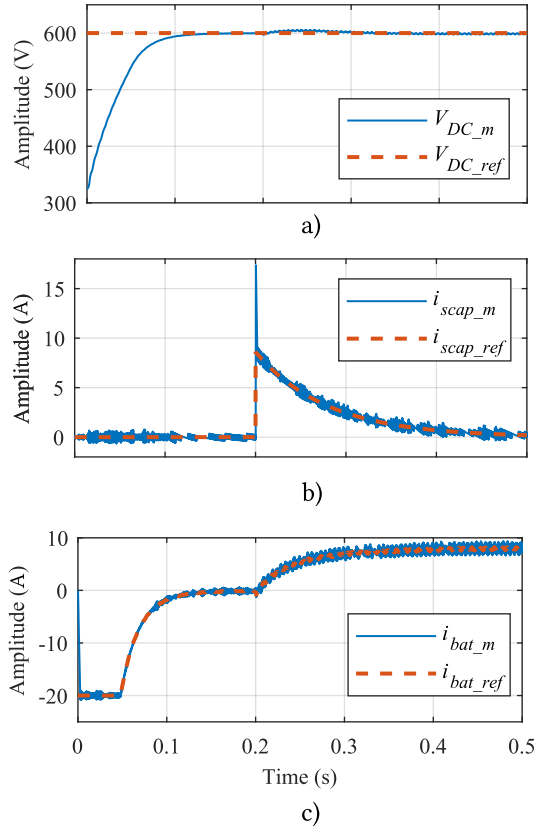 600
500
400
300
Amplitude (V)
V_DC_m
V_DC_ref
a)
15
10
5
0
Amplitude (A)
i_scap_m
i_scap_ref
b)
10
0
-10
-20
Amplitude (A)
i_bat_m
i_bat_ref
0
0.1
0.2
0.3
0.4
0.5
Time (s)
c)